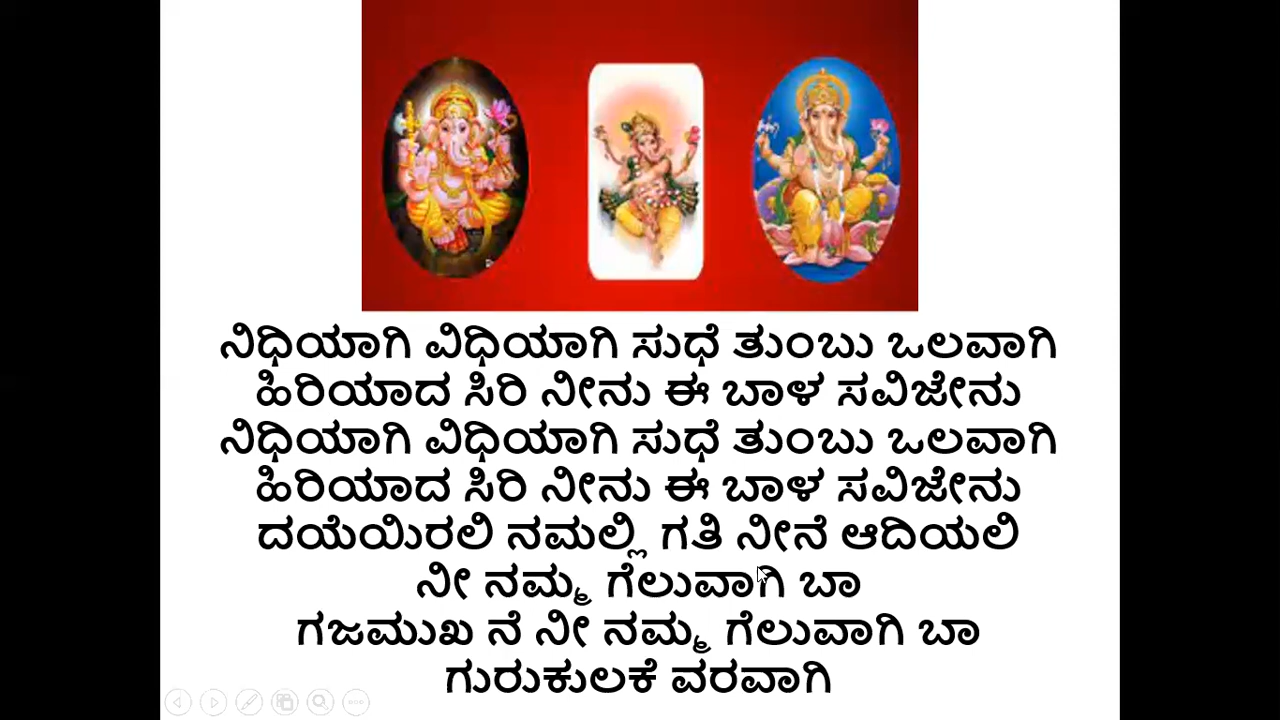 ನಿಧಿಯಾಗಿ ವಿಧಿಯಾಗಿ ಸುಧೆ ತುಂಬು ಒಲವಾಗಿ
ಹಿರಿಯಾದ ಸಿರಿ ನೀನು ಈ ಬಾಳ ಸವಿಜೇನು
ನಿಧಿಯಾಗಿ ವಿಧಿಯಾಗಿ ಸುಧೆ ತುಂಬು ಒಲವಾಗಿ
ಹಿರಿಯಾದ ಸಿರಿ ನೀನು ಈ ಬಾಳ ಸವಿಜೇನು
ದಯೆಯಿರಲಿ ನಮಲ್ಲಿ ಗತಿ ನೀನೆ ಆದಿಯಲಿ
ನೀ ನಮ್ಮ ಗೆಲುವಾಗಿ ಬಾ
ಗಜಮುಖ ನೆ ನೀ ನಮ್ಮ ಗೆಲುವಾಗಿ ಬಾ
ಗುರುಕುಲಕೆ ವರವಾಗಿ